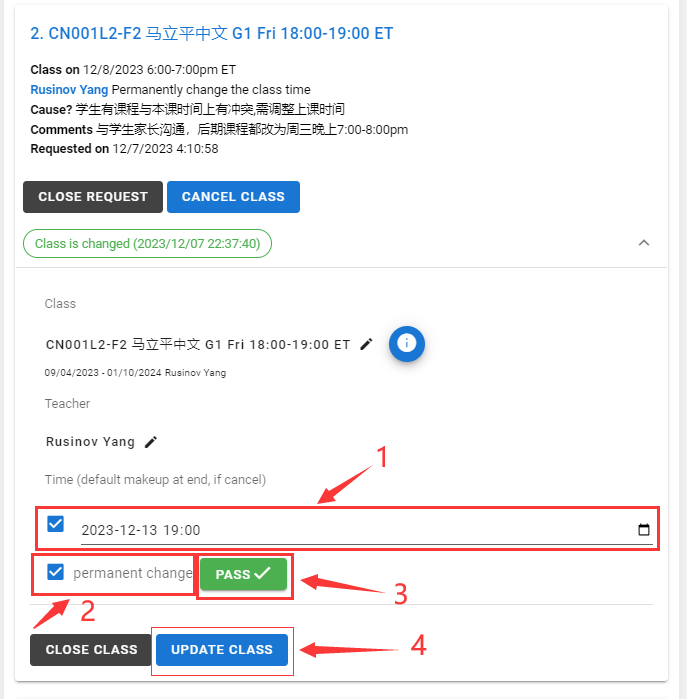 2. CN001L2-F2 马立平中文 G1 Fri 18:00-19:00 ET
Class on 12/8/2023 6:00-7:00pm ET
Rusinov Yang Permanently change the class time
Cause? 学生有课程与本课时间上有冲突,需调整上课时间
Comments 与学生家长沟通，后期课程都改为周三晚上7:00-8:00pm
Requested on 12/7/2023 4:10:58
CLOSE REQUEST CANCEL CLASS
Class is changed (2023/12/07 22:37:40)
Class
CN001L2-F2 马立平中文 G1 Fri 18:00-19:00 ET
09/04/2023 - 01/10/2024 Rusinov Yang
Teacher
Rusinov Yang
1
Time (default makeup at end, if cancel)
2023-12-13 19:00
permanent change PASS
3
2
CLOSE CLASS UPDATE CLASS 4